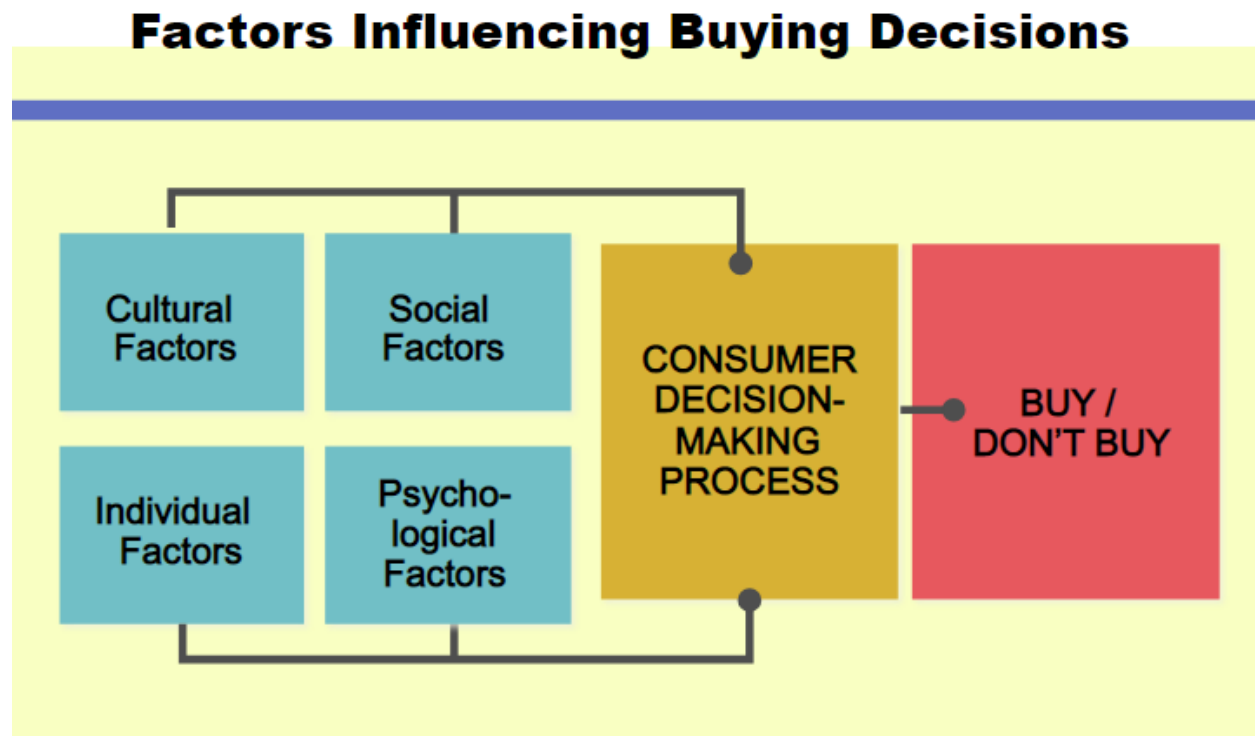 Factors Influencing Buying Decisions
Cultural
Factors
Social
Factors
Individual
Factors
Psycho-
logical
Factors
CONSUMER
DECISION-
MAKING
PROCESS
BUY /
DON'T BUY